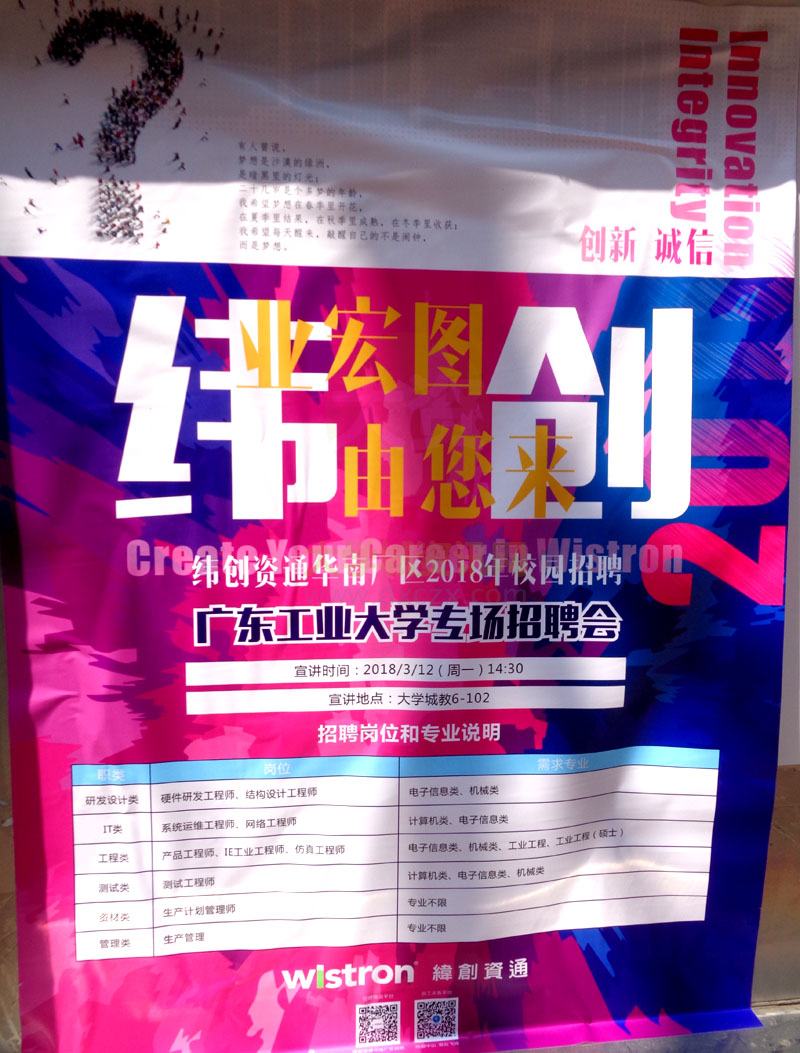 Innovation
Integrity
创新 诚信
有人曾说，
梦想是沙漠的绿洲，
是暗黑里的灯光；
二十几岁是个多梦的年龄，
我希望梦想在春季里开花，
在夏季里结果，在秋季里成熟，在冬季里收获；
我希望每天醒来，敲醒自己的不是闹钟，
而是梦想。
纬创
业宏图
由您来
Create Your Career in Wistron
纬创资通华南厂区2018年校园招聘
广东工业大学专场招聘会
宣讲时间：2018/3/12（周一）14:30
宣讲地点：大学城教6-102
招聘岗位和专业说明
职类 岗位 需求专业
研发设计类 硬件研发工程师、结构设计工程师 电子信息类、机械类
IT类 系统运维工程师、网络工程师 计算机类、电子信息类
工程类 产品工程师、IE工业工程师、仿真工程师 电子信息类、机械类、工业工程、工业工程（硕士）
测试类 测试工程师 计算机类、电子信息类、机械类
资材类 生产计划管理师 专业不限
管理类 生产管理 专业不限
wistron 緯創資通